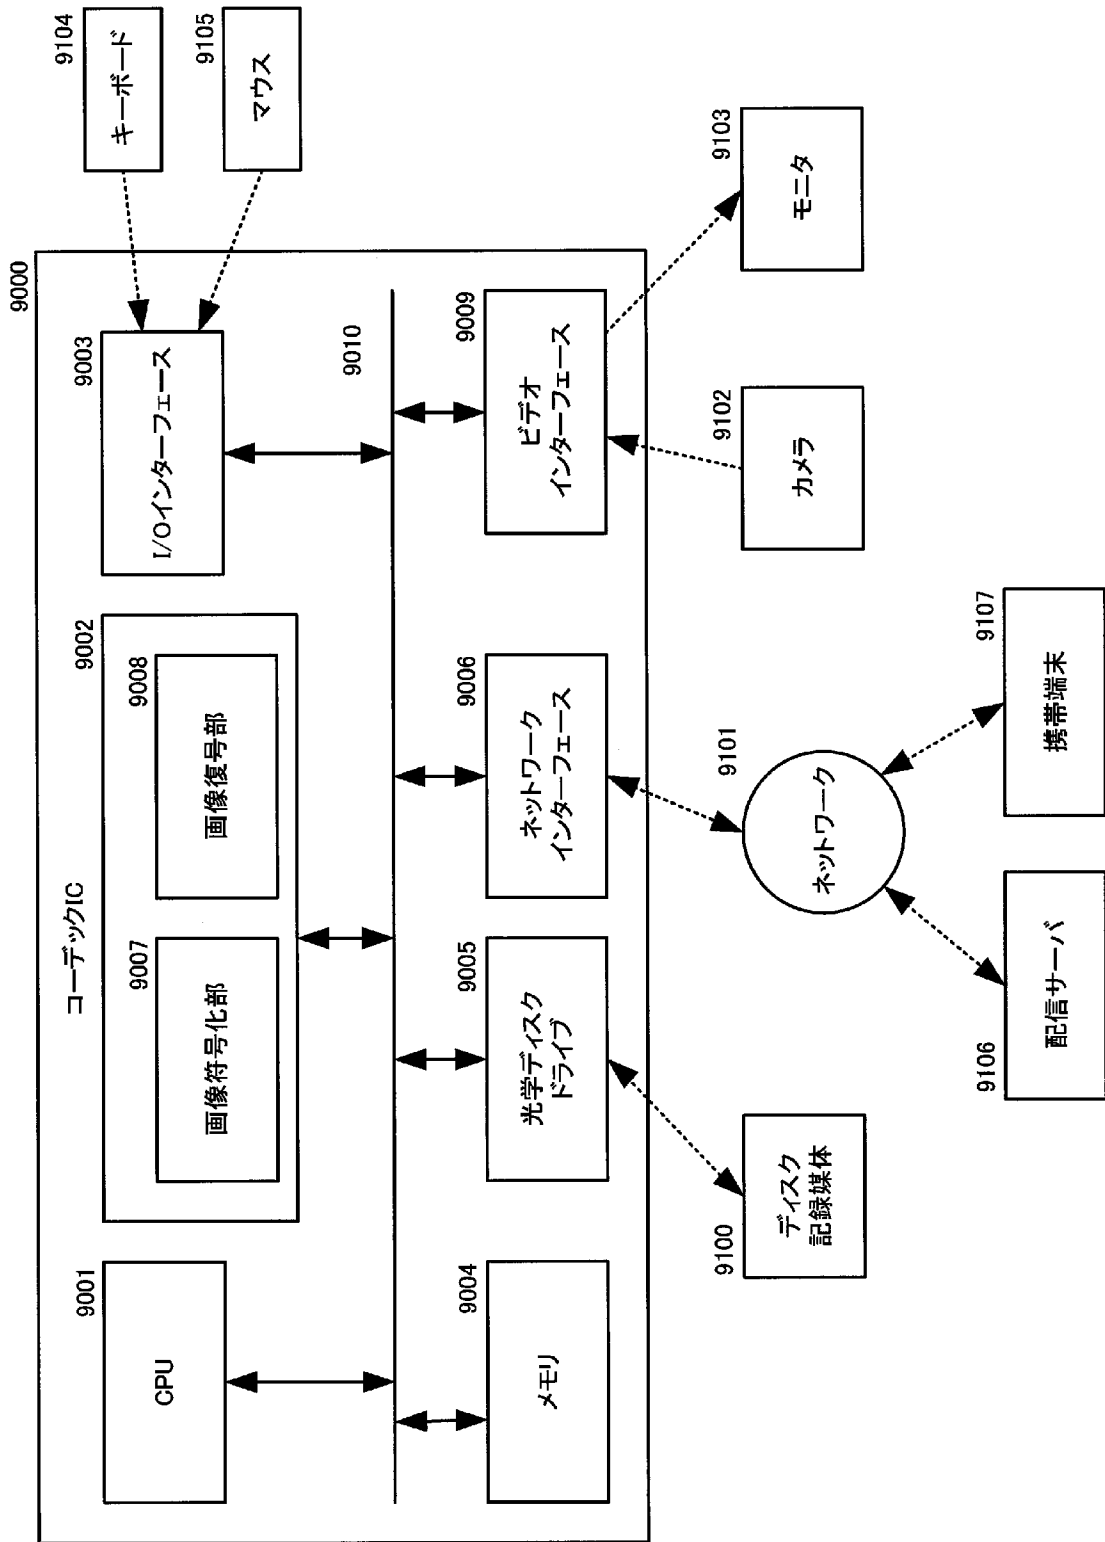 9000
コーデックIC
9001
CPU
9002
9007
画像符号化部
9008
画像復号部
9003
I/Oインターフェース
9104
キーボード
9105
マウス
9010
9004
メモリ
9005
光学ディスク
ドライブ
9006
ネットワーク
インターフェース
9009
ビデオ
インターフェース
9100
ディスク
記録媒体
9101
ネットワーク
9102
カメラ
9103
モニタ
9106
配信サーバ
9107
携帯端末